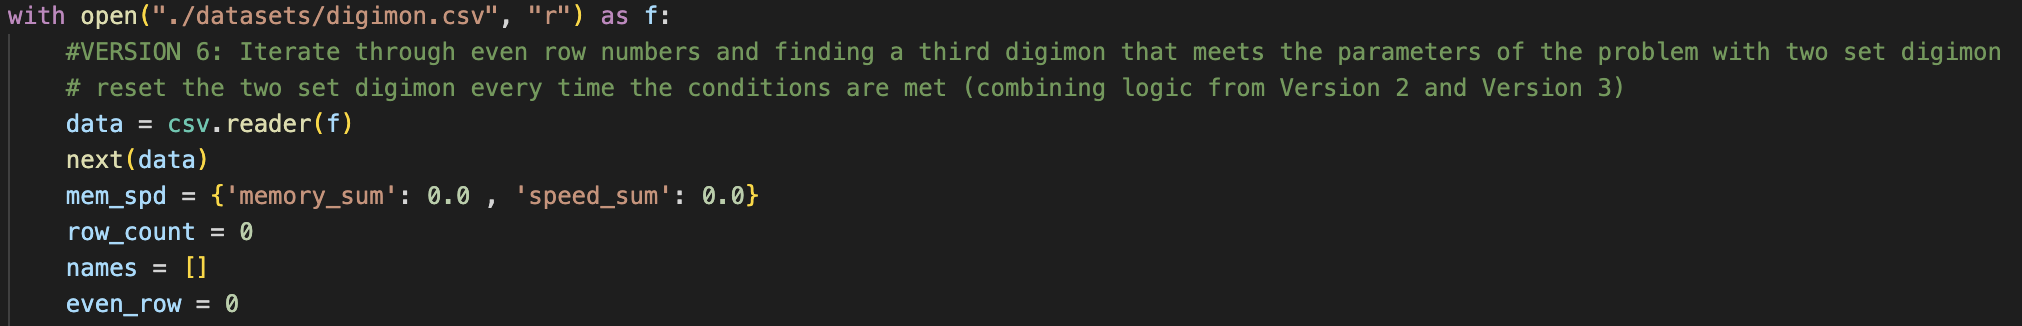 with open("./datasets/digimon.csv", "r") as f:
    #VERSION 6: Iterate through even row numbers and finding a third digimon that meets the parameters of the problem with two set digimon
    # reset the two set digimon every time the conditions are met (combining logic from Version 2 and Version 3)
    data = csv.reader(f)
    next(data)
    mem_spd = {'memory_sum': 0.0 , 'speed_sum': 0.0}
    row_count = 0
    names = []
    even_row = 0